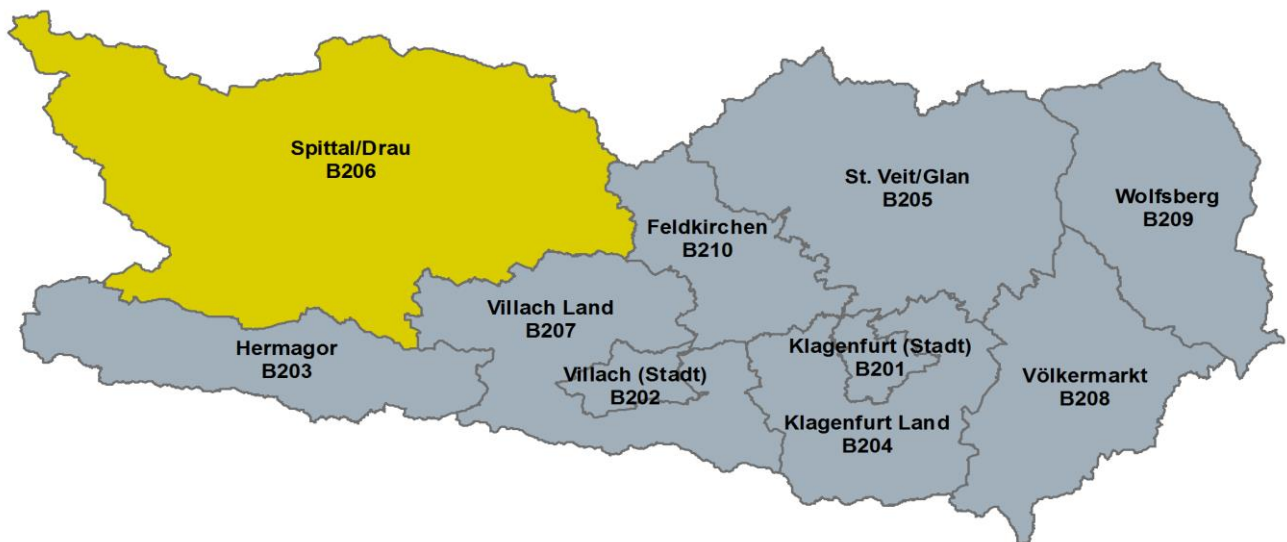 Spittal/Drau
B206
St. Veit/Glan
B205
Wolfsberg
B209
Feldkirchen
B210
Villach Land
B207
Hermagor
B203
Klagenfurt (Stadt)
B201
Villach (Stadt)
B202
Völkermarkt
B208
Klagenfurt Land
B204